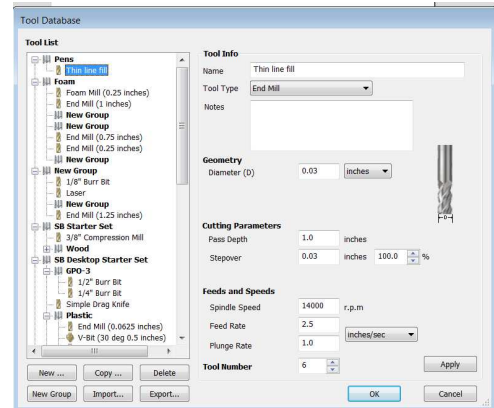 Tool Database
Tool List
Pens
Thin line fill
Foam
Foam Mill (0.25 inches)
End Mill (1 inches)
New Group
New Group
End Mill (0.75 inches)
End Mill (0.25 inches)
New Group
New Group
1/8" Burr Bit
Laser
New Group
End Mill (1.25 inches)
SB Starter Set
3/8" Compression Mill
Wood
SB Desktop Starter Set
GPO-3
1/2" Burr Bit
1/4" Burr Bit
Simple Drag Knife
Plastic
End Mill (0.0625 inches)
V-Bit (30 deg 0.5 inches)
New ... Copy ... Delete
New Group Import... Export...
Tool Info
Name Thin line fill
Tool Type End Mill
Notes
Geometry
Diameter (D) 0.03 inches
D
Cutting Parameters
Pass Depth 1.0 inches
Stepover 0.03 inches 100.0 %
Feeds and Speeds
Spindle Speed 14000 r.p.m
Feed Rate 2.5
inches/sec
Plunge Rate 1.0
Tool Number 6 Apply
OK Cancel